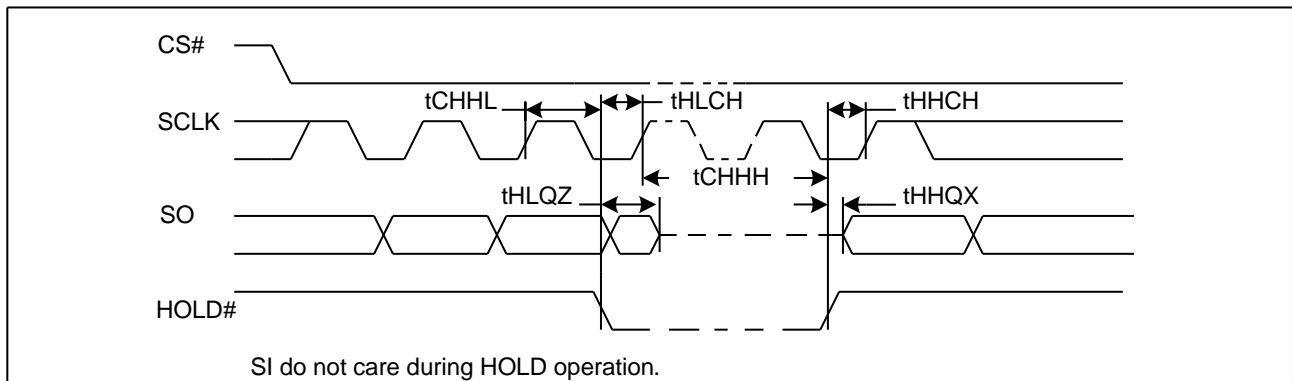 CS#
tCHHL
tHLCH
tHHCH
SCLK
tCHHH
tHLQZ
tHHQX
SO
HOLD#
SI do not care during HOLD operation.